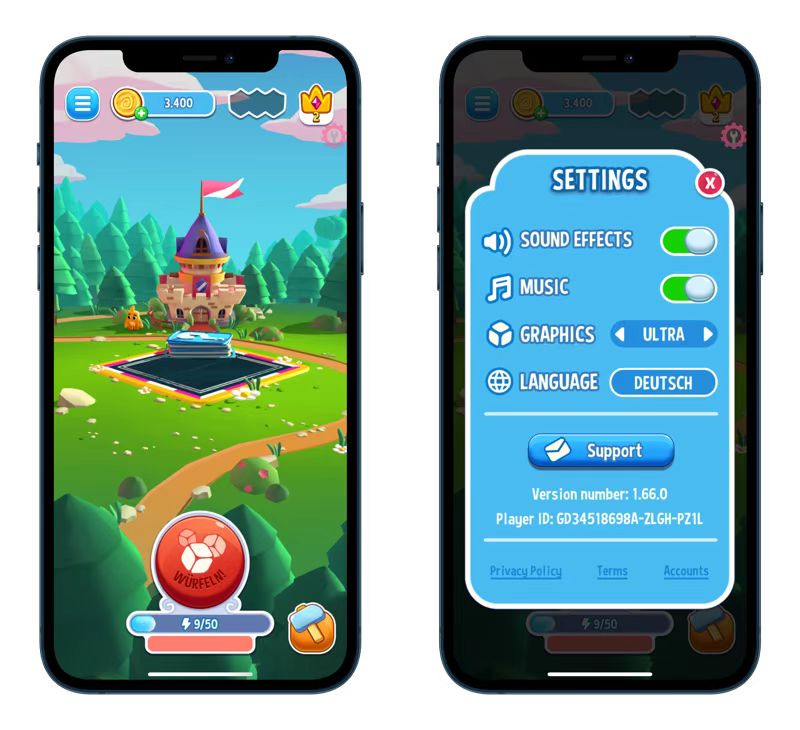 3.400
2
WÜRFELN!
9/50
3.400
2
SETTINGS
X
SOUND EFFECTS
MUSIC
GRAPHICS
ULTRA
LANGUAGE
DEUTSCH
Support
Version number: 1.66.0
Player ID: GD34518698A-ZLGH-PZ1L
Privacy Policy Terms Accounts
9/50